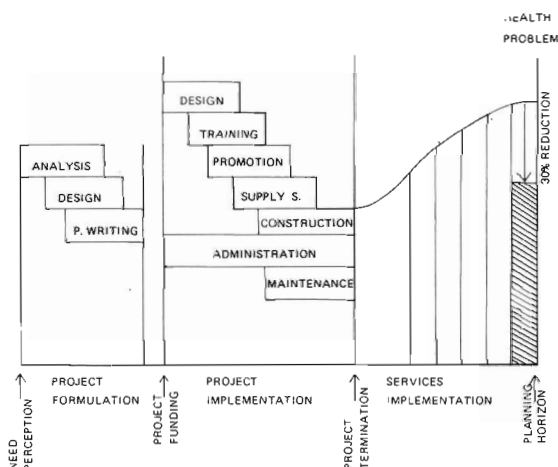 HEALTH
PROBLEM
30% REDUCTION
DESIGN
TRAINING
PROMOTION
SUPPLY S.
CONSTRUCTION
ADMINISTRATION
MAINTENANCE
ANALYSIS
DESIGN
P. WRITING
PROJECT
FORMULATION
PROJECT
IMPLEMENTATION
SERVICES
IMPLEMENTATION
NEED
PERCEPTION
PROJECT
FUNDING
PROJECT
TERMINATION
PLANNING
HORIZON